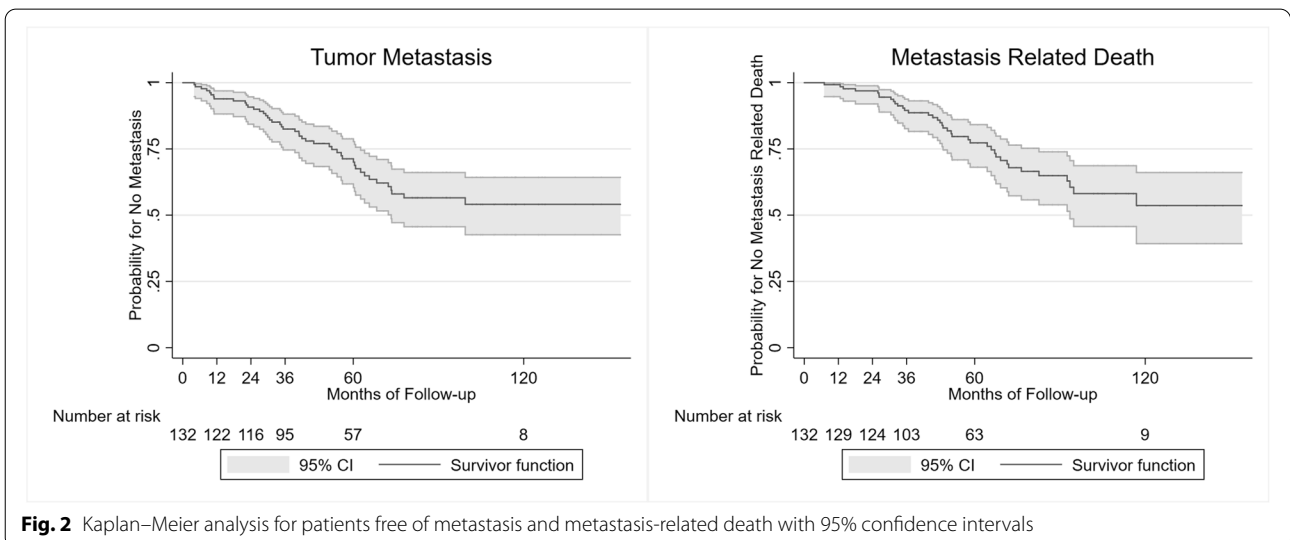 Tumor Metastasis
Probability for No Metastasis
1
.75
.5
.25
0
0 12 24 36 60 120
Months of Follow-up
Number at risk
132 122 116 95 57 8
95% CI Survivor function
Metastasis Related Death
Probability for No Metastasis Related Death
1
.75
.5
.25
0
0 12 24 36 60 120
Months of Follow-up
Number at risk
132 129 124 103 63 9
95% CI Survivor function
Fig. 2 Kaplan–Meier analysis for patients free of metastasis and metastasis-related death with 95% confidence intervals